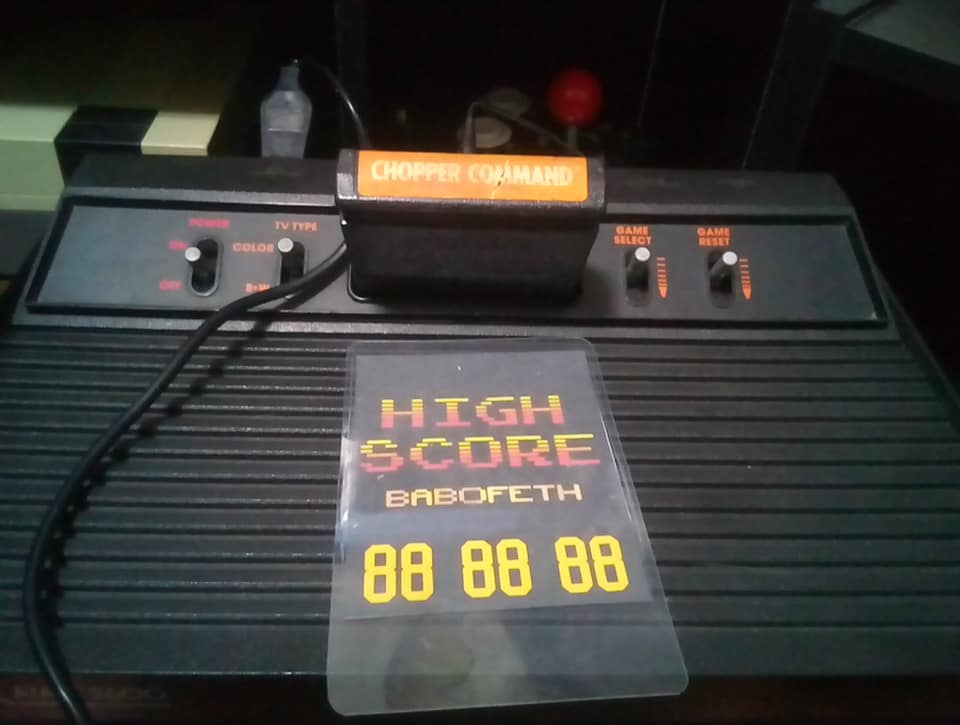 CHOPPER COMMAND
POWER
ON
OFF
TV TYPE
COLOR
B•W
GAME
SELECT
GAME
RESET
HIGH
SCORE
BABOFETH
88 88 88